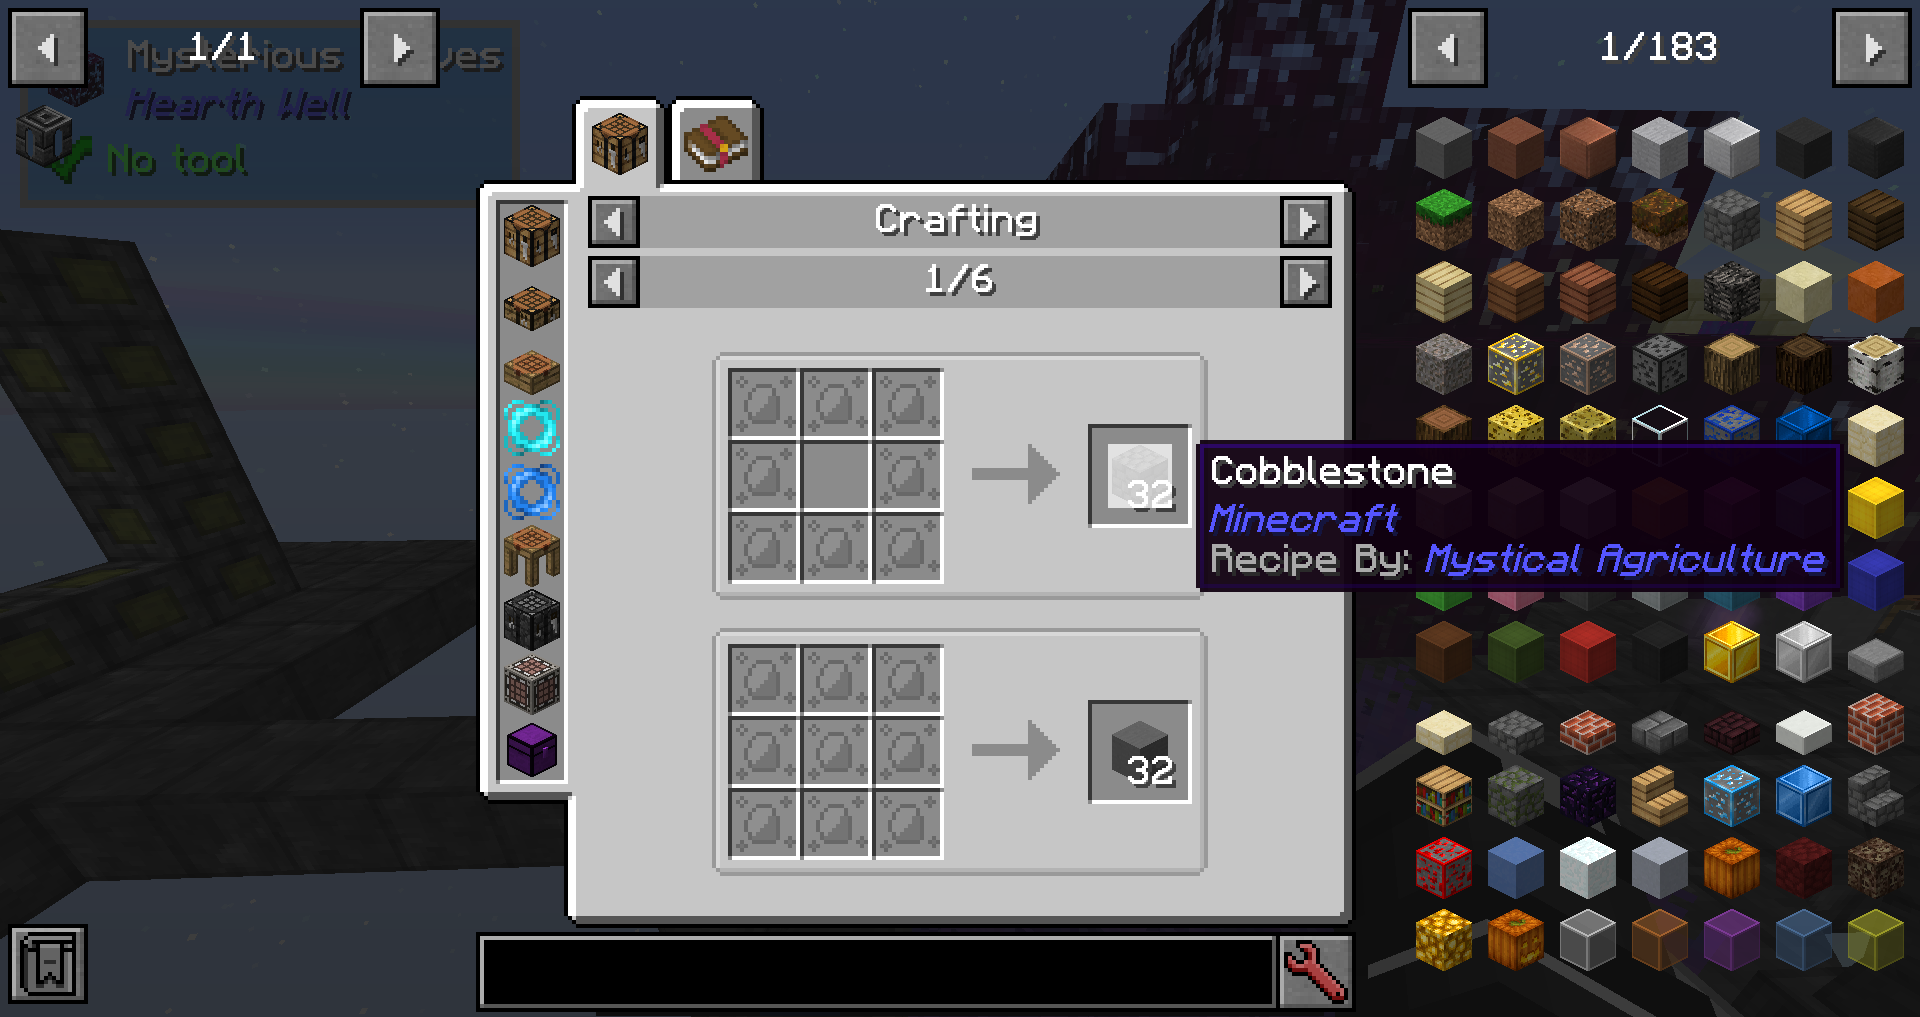 1/1
Mysterious
Hearth Well
No tool
1/183
Crafting
1/6
32
Cobblestone
Minecraft
Recipe By: Mystical Agriculture
32